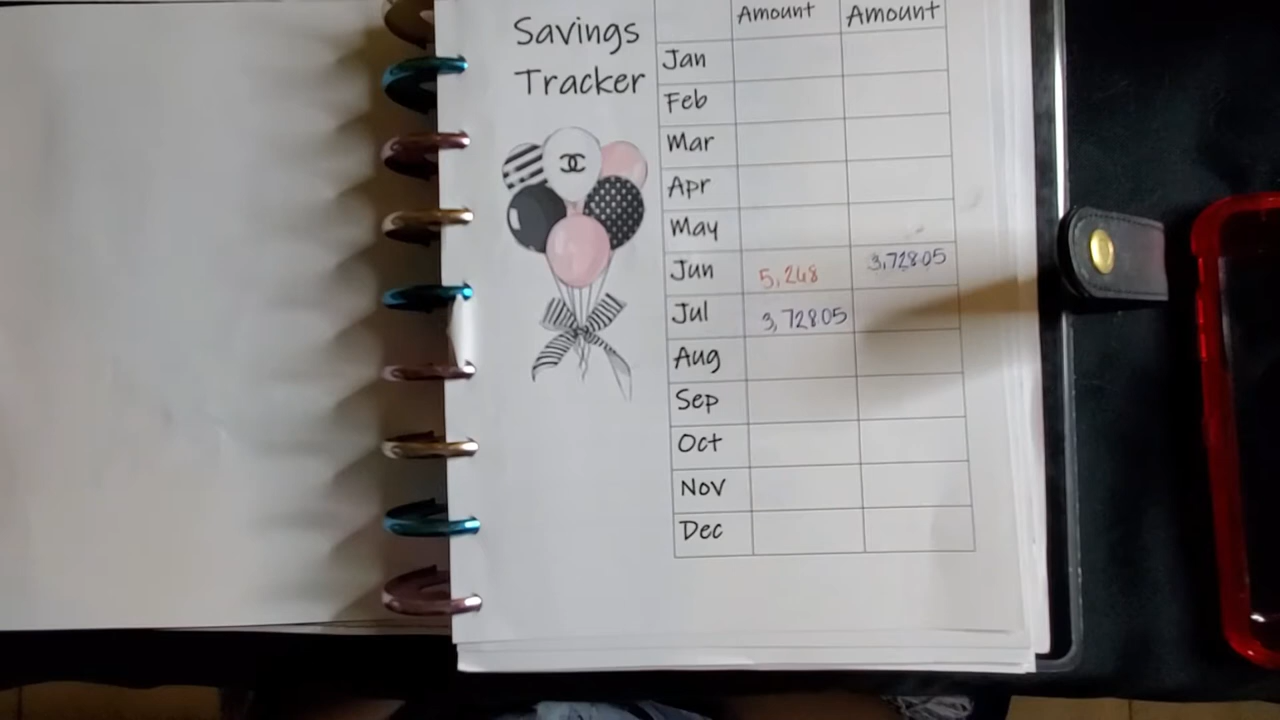 Savings
Tracker
Amount Amount
Jan
Feb
Mar
Apr
May
Jun 5,248 3,72805
Jul 3,72805
Aug
Sep
Oct
Nov
Dec